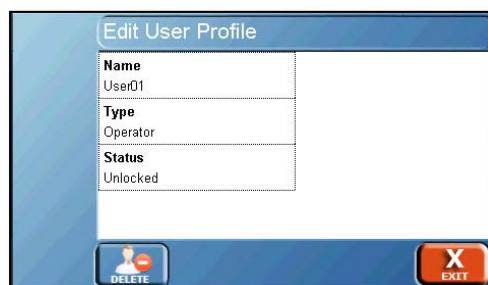 Edit User Profile
Name
User01
Type
Operator
Status
Unlocked
DELETE
X
EXIT